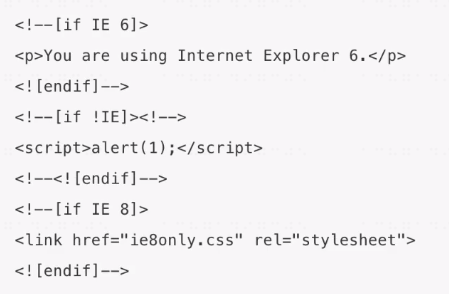 <!--[if IE 6]>
<p>You are using Internet Explorer 6.</p>
<![endif]-->
<!--[if !IE]><!-->
<script>alert(1);</script>
<!--<![endif]-->
<!--[if IE 8]>
<link href="ie8only.css" rel="stylesheet">
<![endif]-->